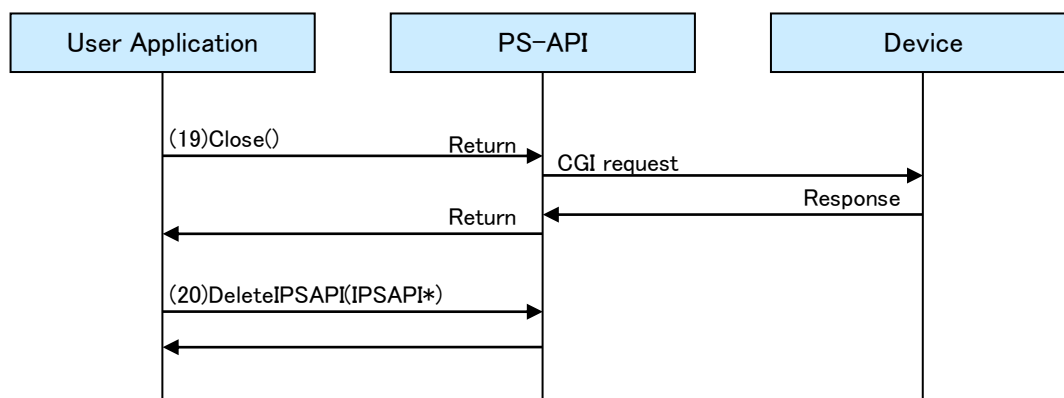 User Application
PS-API
Device
(19)Close()
Return
CGI request
Response
Return
(20)DeleteIPSAPI(IPSAPI*)